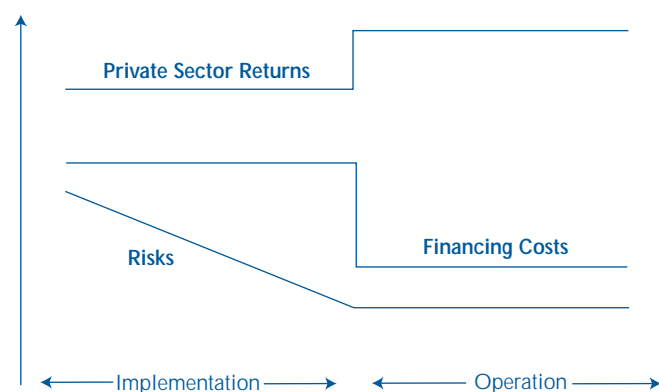 Private Sector Returns
Financing Costs
Risks
Implementation
Operation